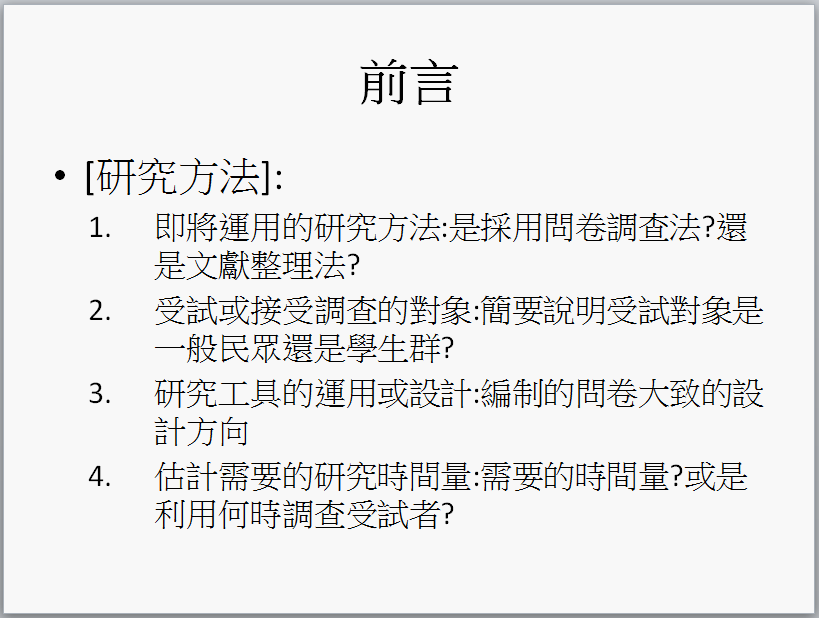 前言
• [研究方法]:
1. 即將運用的研究方法:是採用問卷調查法?還
是文獻整理法?
2. 受試或接受調查的對象:簡要說明受試對象是
一般民眾還是學生群?
3. 研究工具的運用或設計:編制的問卷大致的設
計方向
4. 估計需要的研究時間量:需要的時間量?或是
利用何時調查受試者?